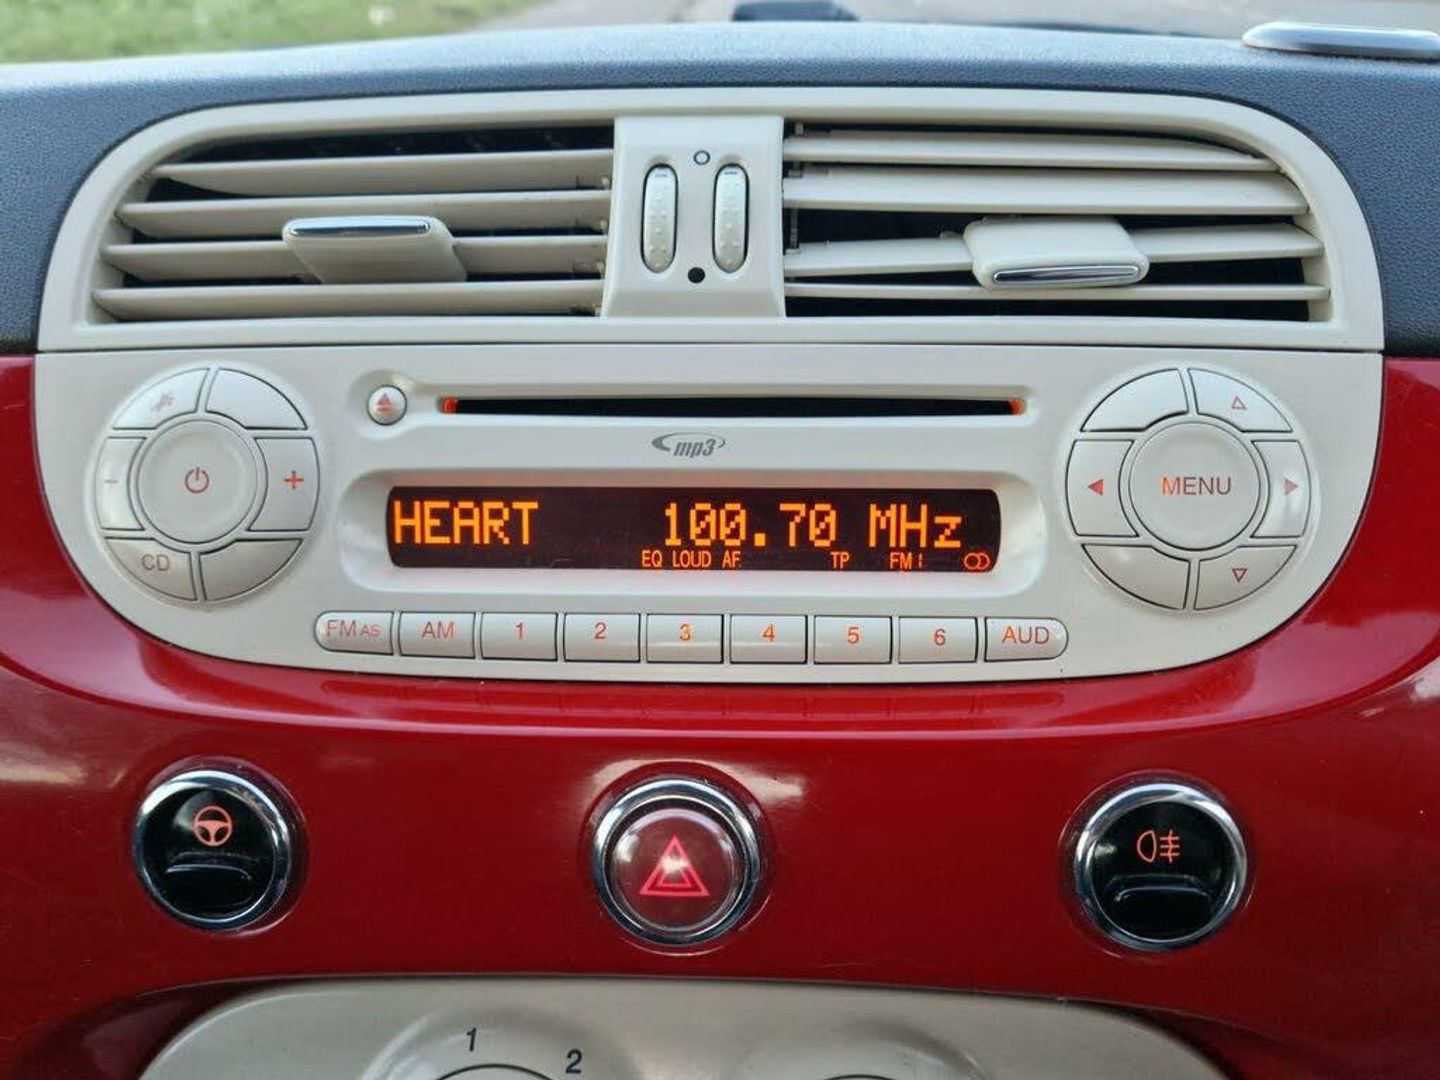 mp3
HEART 100.70 MHz
EQ LOUD AF TP FM1
- +
MENU
CD
FM AS AM 1 2 3 4 5 6 AUD
1 2